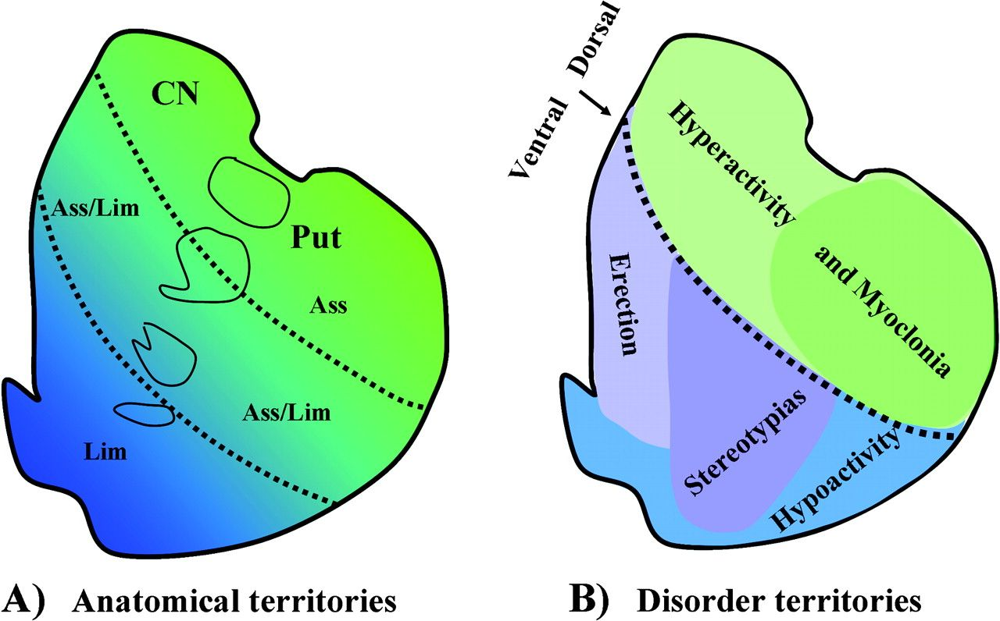 CN
Ass/Lim
Put
Ass
Ass/Lim
Lim
A) Anatomical territories
Dorsal
Ventral
Hyperactivity
and Myoclonia
Erection
Stereotypias
Hypoactivity
B) Disorder territories